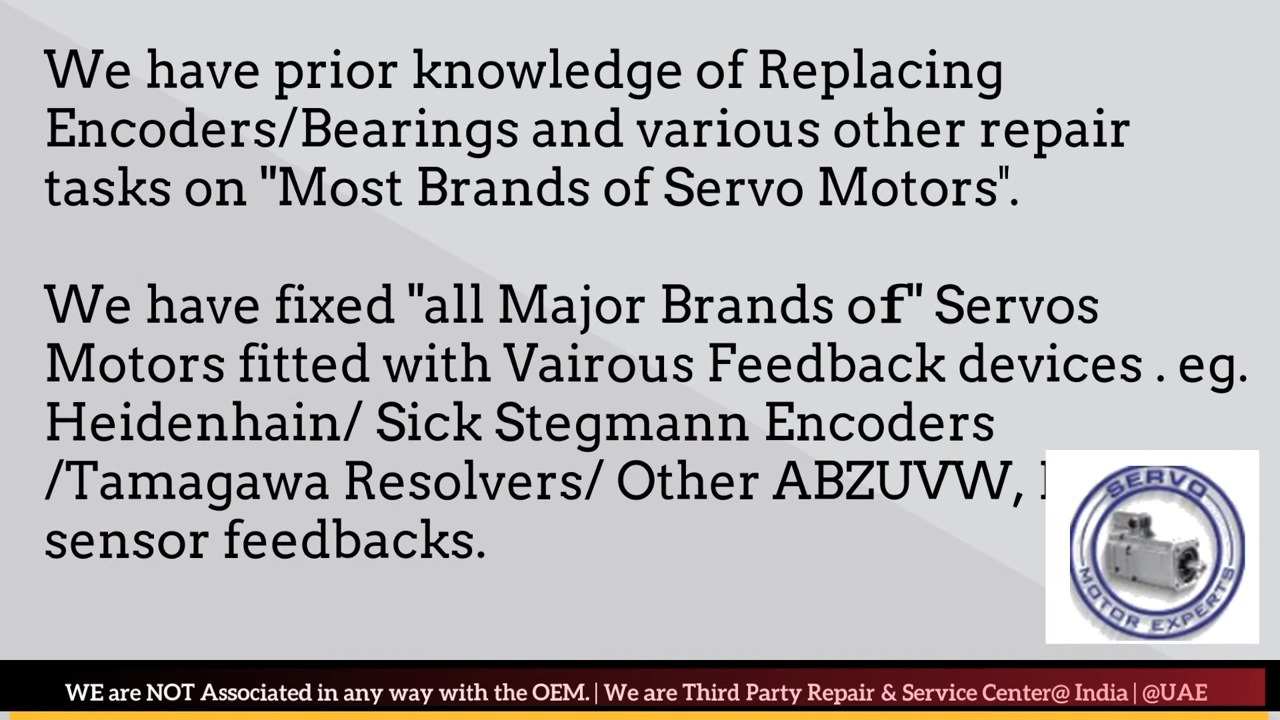 We have prior knowledge of Replacing
Encoders/Bearings and various other repair
tasks on "Most Brands of Servo Motors".
We have fixed "all Major Brands of" Servos
Motors fitted with Vairous Feedback devices . eg.
Heidenhain/ Sick Stegmann Encoders
/Tamagawa Resolvers/ Other ABZUVW,
sensor feedbacks.
SERVO
MOTOR EXPERTS
WE are NOT Associated in any way with the OEM. | We are Third Party Repair & Service Center@ India | @UAE